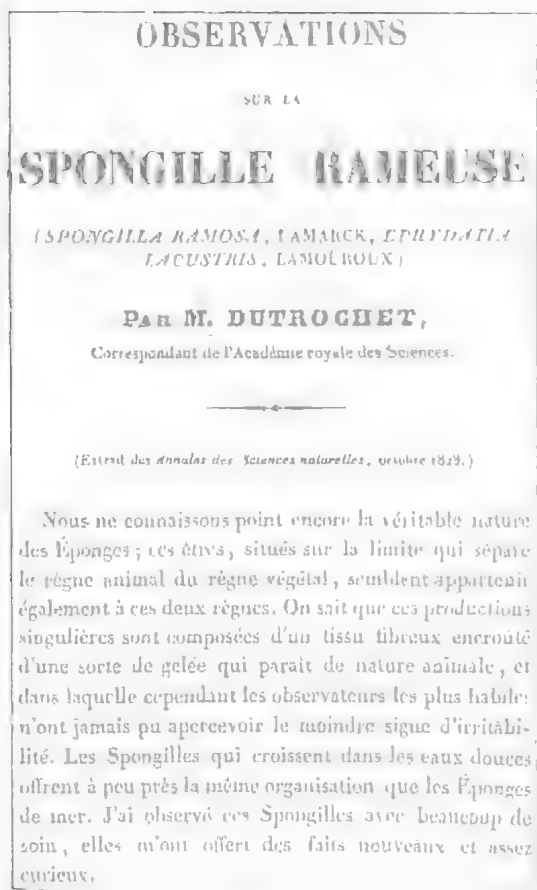 OBSERVATIONS
SUR LA
SPONGILLE RAMEUSE
(SPONGILLA RAMOSA, LAMARCK, EPHYDATIA
LACUSTRIS, LAMOUROUX)
PAR M. DUTROCHET,
Correspondant de l'Académie royale des Sciences.
(Extrait des Annales des Sciences naturelles, octobre 1828.)
Nous ne connaissons point encore la véritable nature
des Éponges; ces êtres, situés sur la limite qui sépare
le règne animal du règne végétal, semblent appartenir
également à ces deux règnes. On sait que ces productions
singulières sont composées d'un tissu fibreux encroûté
d'une sorte de gelée qui paraît de nature animale, et
dans laquelle cependant les observateurs les plus habiles
n'ont jamais pu apercevoir le moindre signe d'irritabi-
lité. Les Spongilles qui croissent dans les eaux douces
offrent à peu près la même organisation que les Éponges
de mer. J'ai observé ces Spongilles avec beaucoup de
soin, elles m'ont offert des faits nouveaux et assez
curieux.